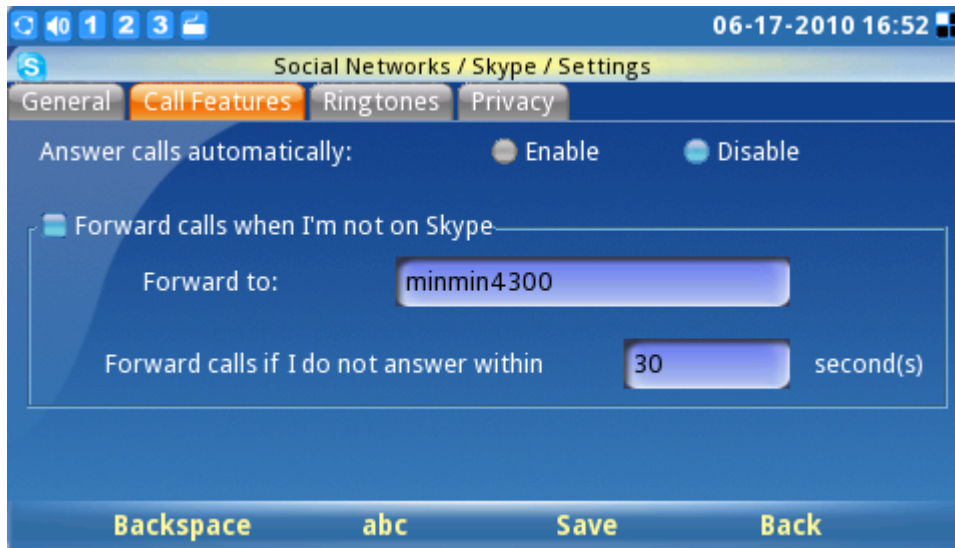 1 2 3 06-17-2010 16:52
S Social Networks / Skype / Settings
General Call Features Ringtones Privacy
Answer calls automatically: Enable Disable
Forward calls when I'm not on Skype
Forward to: minmin4300
Forward calls if I do not answer within 30 second(s)
Backspace abc Save Back